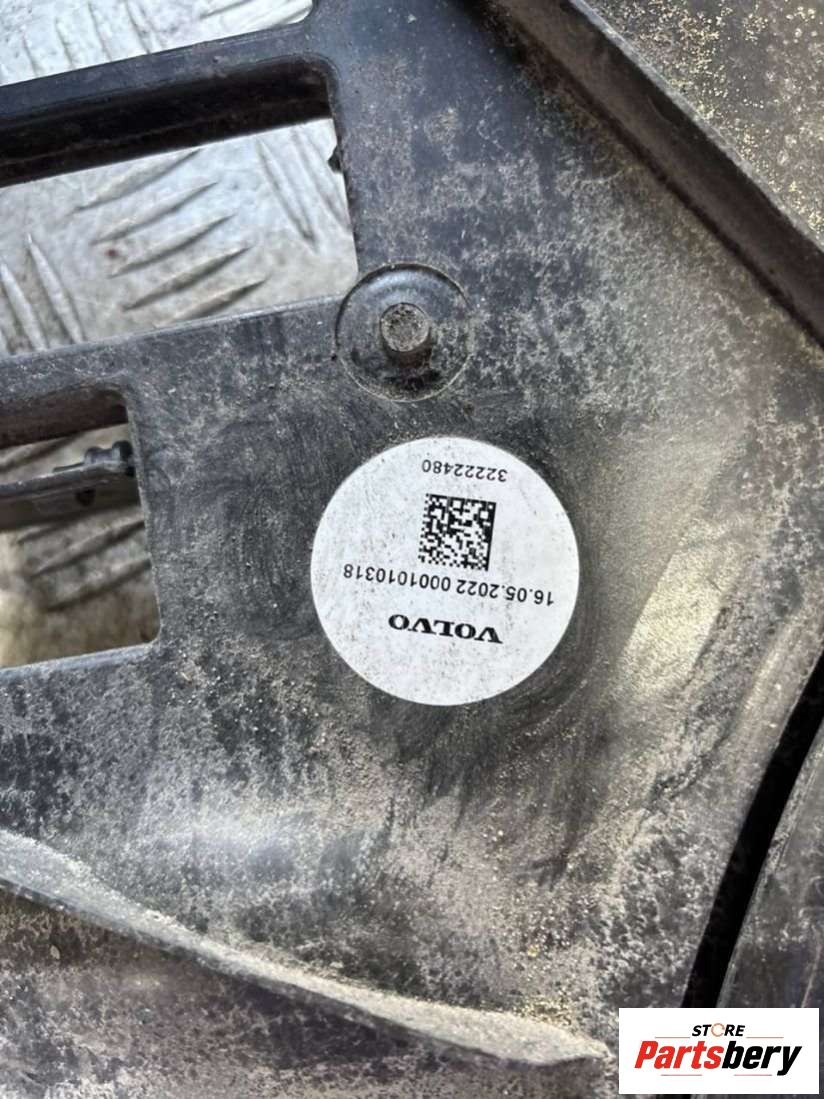 VOLVO
16.05.2022 0001010318
32222480
STORE
Partsbery